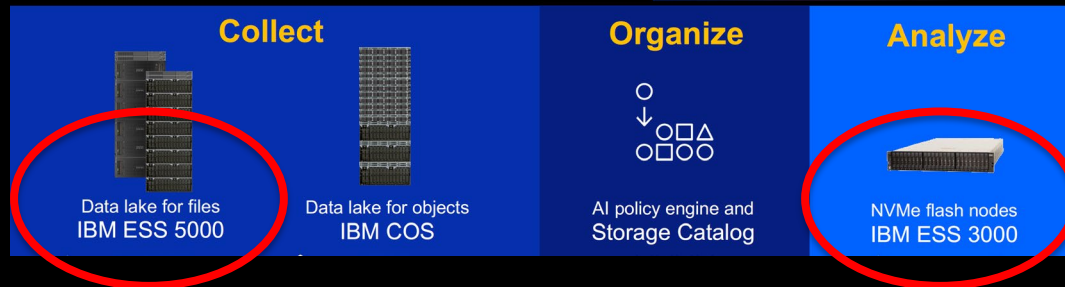 Collect
Data lake for files
IBM ESS 5000
Data lake for objects
IBM COS
Organize
AI policy engine and
Storage Catalog
Analyze
NVMe flash nodes
IBM ESS 3000